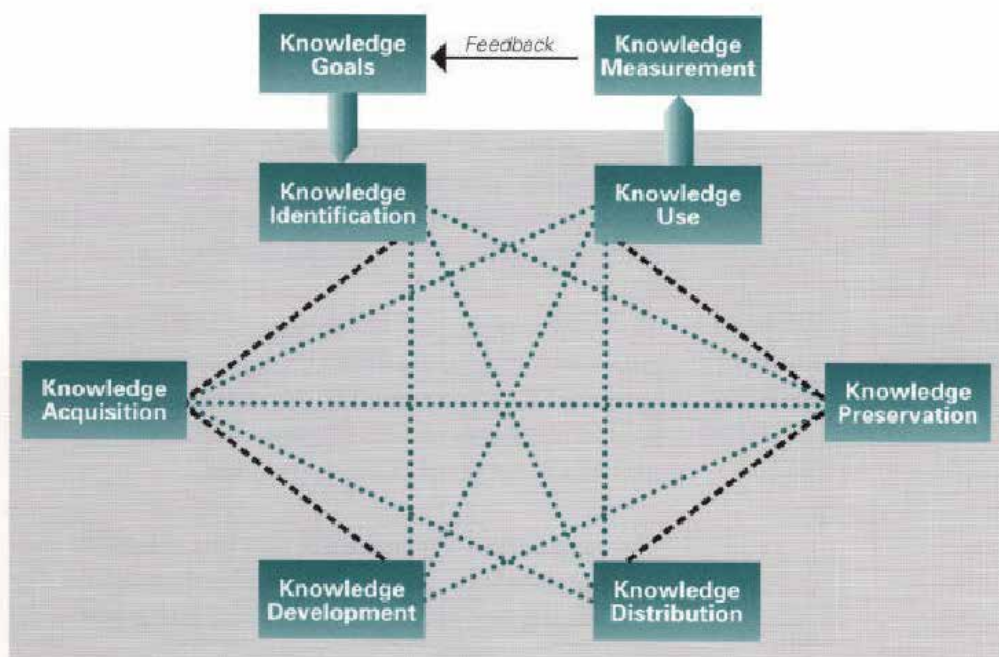 Knowledge
Goals
Feedback
Knowledge
Measurement
Knowledge
Identification
Knowledge
Use
Knowledge
Acquisition
Knowledge
Preservation
Knowledge
Development
Knowledge
Distribution